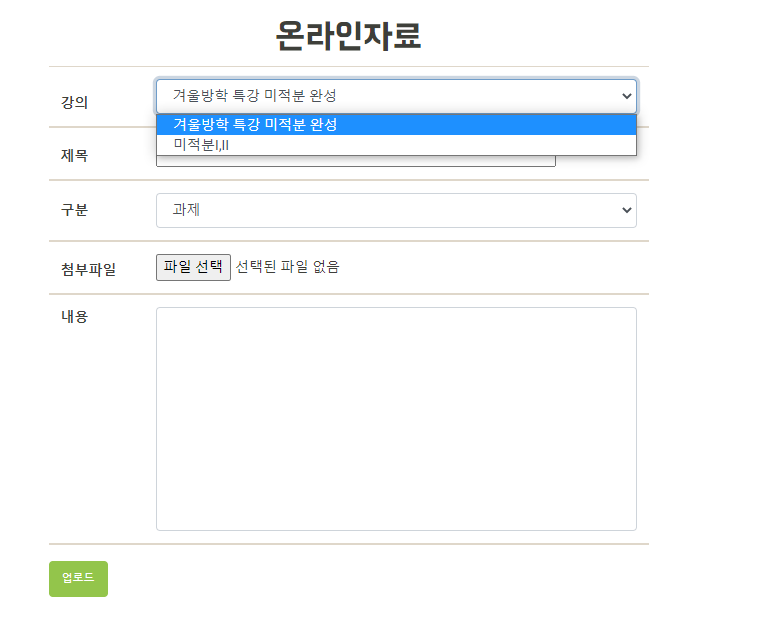 온라인자료
강의
겨울방학 특강 미적분 완성
겨울방학 특강 미적분 완성
미적분I,II
제목
구분
과제
첨부파일
파일 선택 선택된 파일 없음
내용
업로드